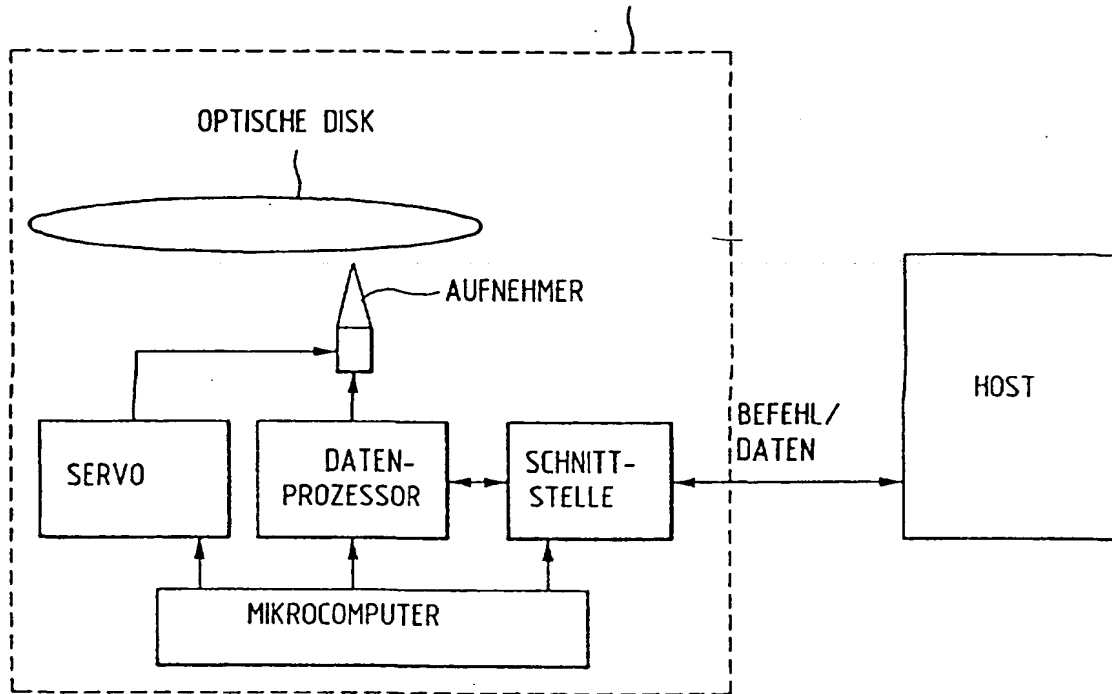 OPTISCHE DISK
AUFNEHMER
HOST
BEFEHL/
DATEN
SERVO
DATEN-
PROZESSOR
SCHNITT-
STELLE
MIKROCOMPUTER